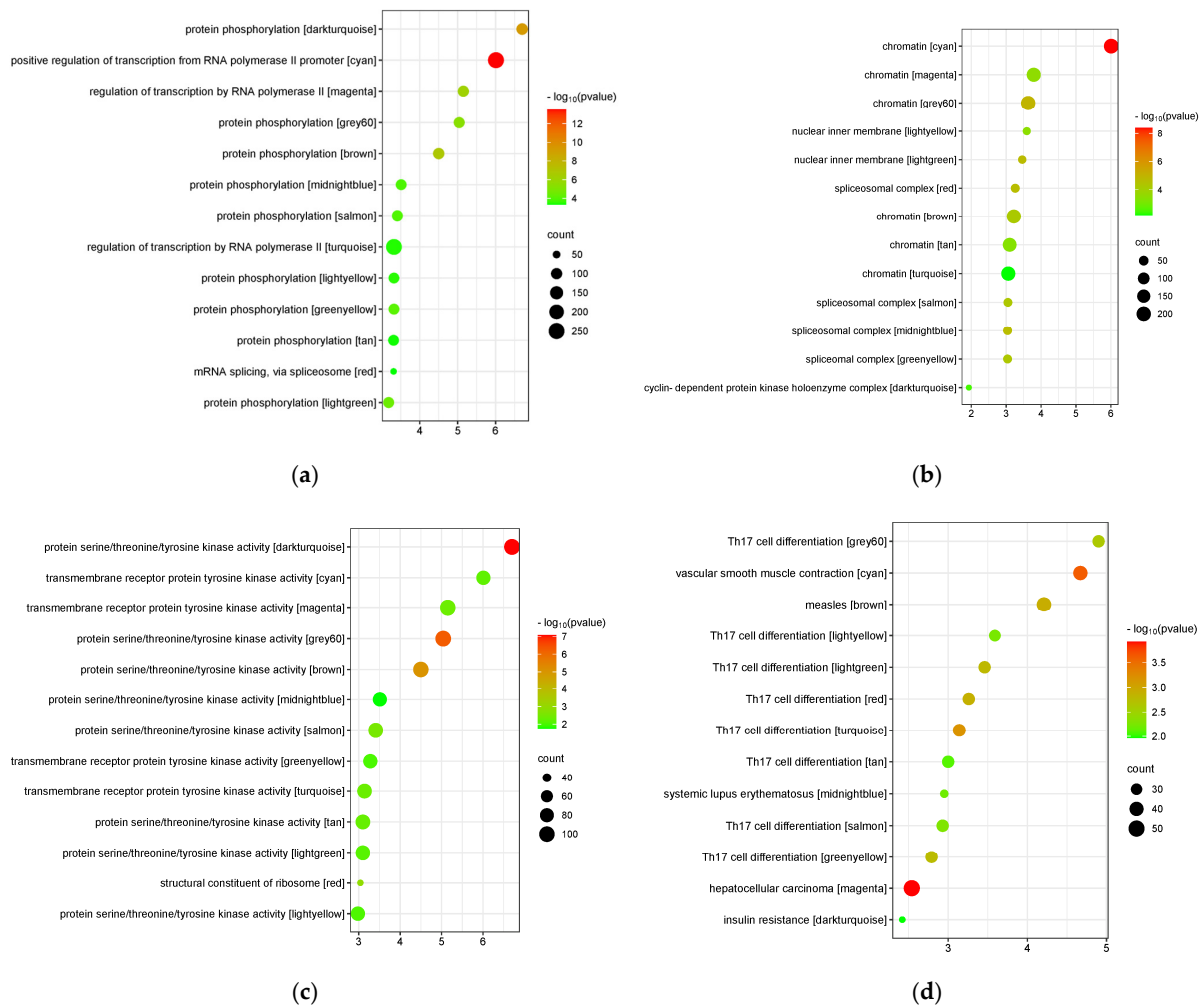 protein phosphorylation [darkturquoise]
positive regulation of transcription from RNA polymerase II promoter [cyan]
regulation of transcription by RNA polymerase II [magenta]
protein phosphorylation [grey60]
protein phosphorylation [brown]
protein phosphorylation [midnightblue]
protein phosphorylation [salmon]
regulation of transcription by RNA polymerase II [turquoise]
protein phosphorylation [lightyellow]
protein phosphorylation [greenyellow]
protein phosphorylation [tan]
mRNA splicing, via spliceosome [red]
protein phosphorylation [lightgreen]
4 5 6
- log10(pvalue)
12
10
8
6
4
count
50
100
150
200
250
(a)
chromatin [cyan]
chromatin [magenta]
chromatin [grey60]
nuclear inner membrane [lightyellow]
nuclear inner membrane [lightgreen]
spliceosomal complex [red]
chromatin [brown]
chromatin [tan]
chromatin [turquoise]
spliceosomal complex [salmon]
spliceosomal complex [midnightblue]
spliceomal complex [greenyellow]
cyclin- dependent protein kinase holoenzyme complex [darkturquoise]
2 3 4 5 6
- log10(pvalue)
8
6
4
count
50
100
150
200
(b)
protein serine/threonine/tyrosine kinase activity [darkturquoise]
transmembrane receptor protein tyrosine kinase activity [cyan]
transmembrane receptor protein tyrosine kinase activity [magenta]
protein serine/threonine/tyrosine kinase activity [grey60]
protein serine/threonine/tyrosine kinase activity [brown]
protein serine/threonine/tyrosine kinase activity [midnightblue]
protein serine/threonine/tyrosine kinase activity [salmon]
transmembrane receptor protein tyrosine kinase activity [greenyellow]
transmembrane receptor protein tyrosine kinase activity [turquoise]
protein serine/threonine/tyrosine kinase activity [tan]
protein serine/threonine/tyrosine kinase activity [lightgreen]
structural constituent of ribosome [red]
protein serine/threonine/tyrosine kinase activity [lightyellow]
3 4 5 6
- log10(pvalue)
7
6
5
4
3
2
count
40
60
80
100
(c)
Th17 cell differentiation [grey60]
vascular smooth muscle contraction [cyan]
measles [brown]
Th17 cell differentiation [lightyellow]
Th17 cell differentiation [lightgreen]
Th17 cell differentiation [red]
Th17 cell differentiation [turquoise]
Th17 cell differentiation [tan]
systemic lupus erythematosus [midnightblue]
Th17 cell differentiation [salmon]
Th17 cell differentiation [greenyellow]
hepatocellular carcinoma [magenta]
insulin resistance [darkturquoise]
3 4 5
- log10(pvalue)
3.5
3.0
2.5
2.0
count
30
40
50
(d)